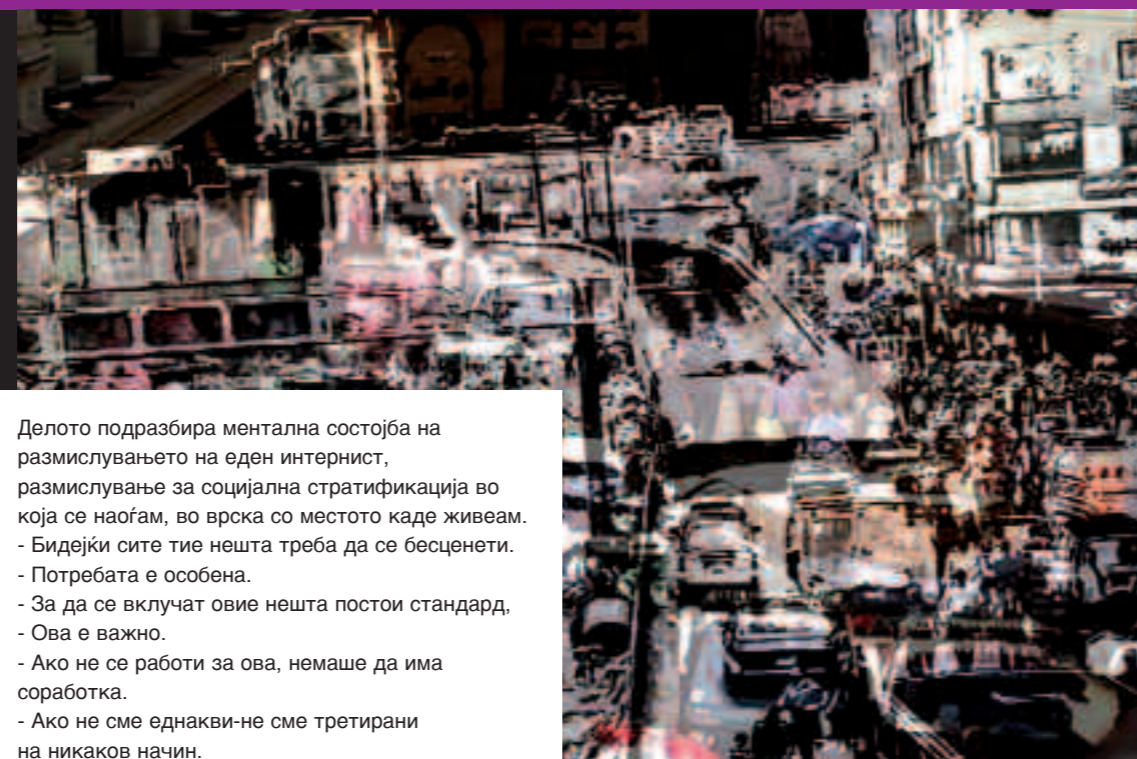 Делото подразбира ментална состојба на
размислувањето на еден интернист,
размислување за социјална стратификација во
која се наоѓам, во врска со местото каде живеам.
- Бидејќи сите тие нешта треба да се бесценети.
- Потребата е особена.
- За да се вклучат овие нешта постои стандард,
- Ова е важно.
- Ако не се работи за ова, немаше да има
соработка.
- Ако не сме еднакви-не сме третирани
на никаков начин.